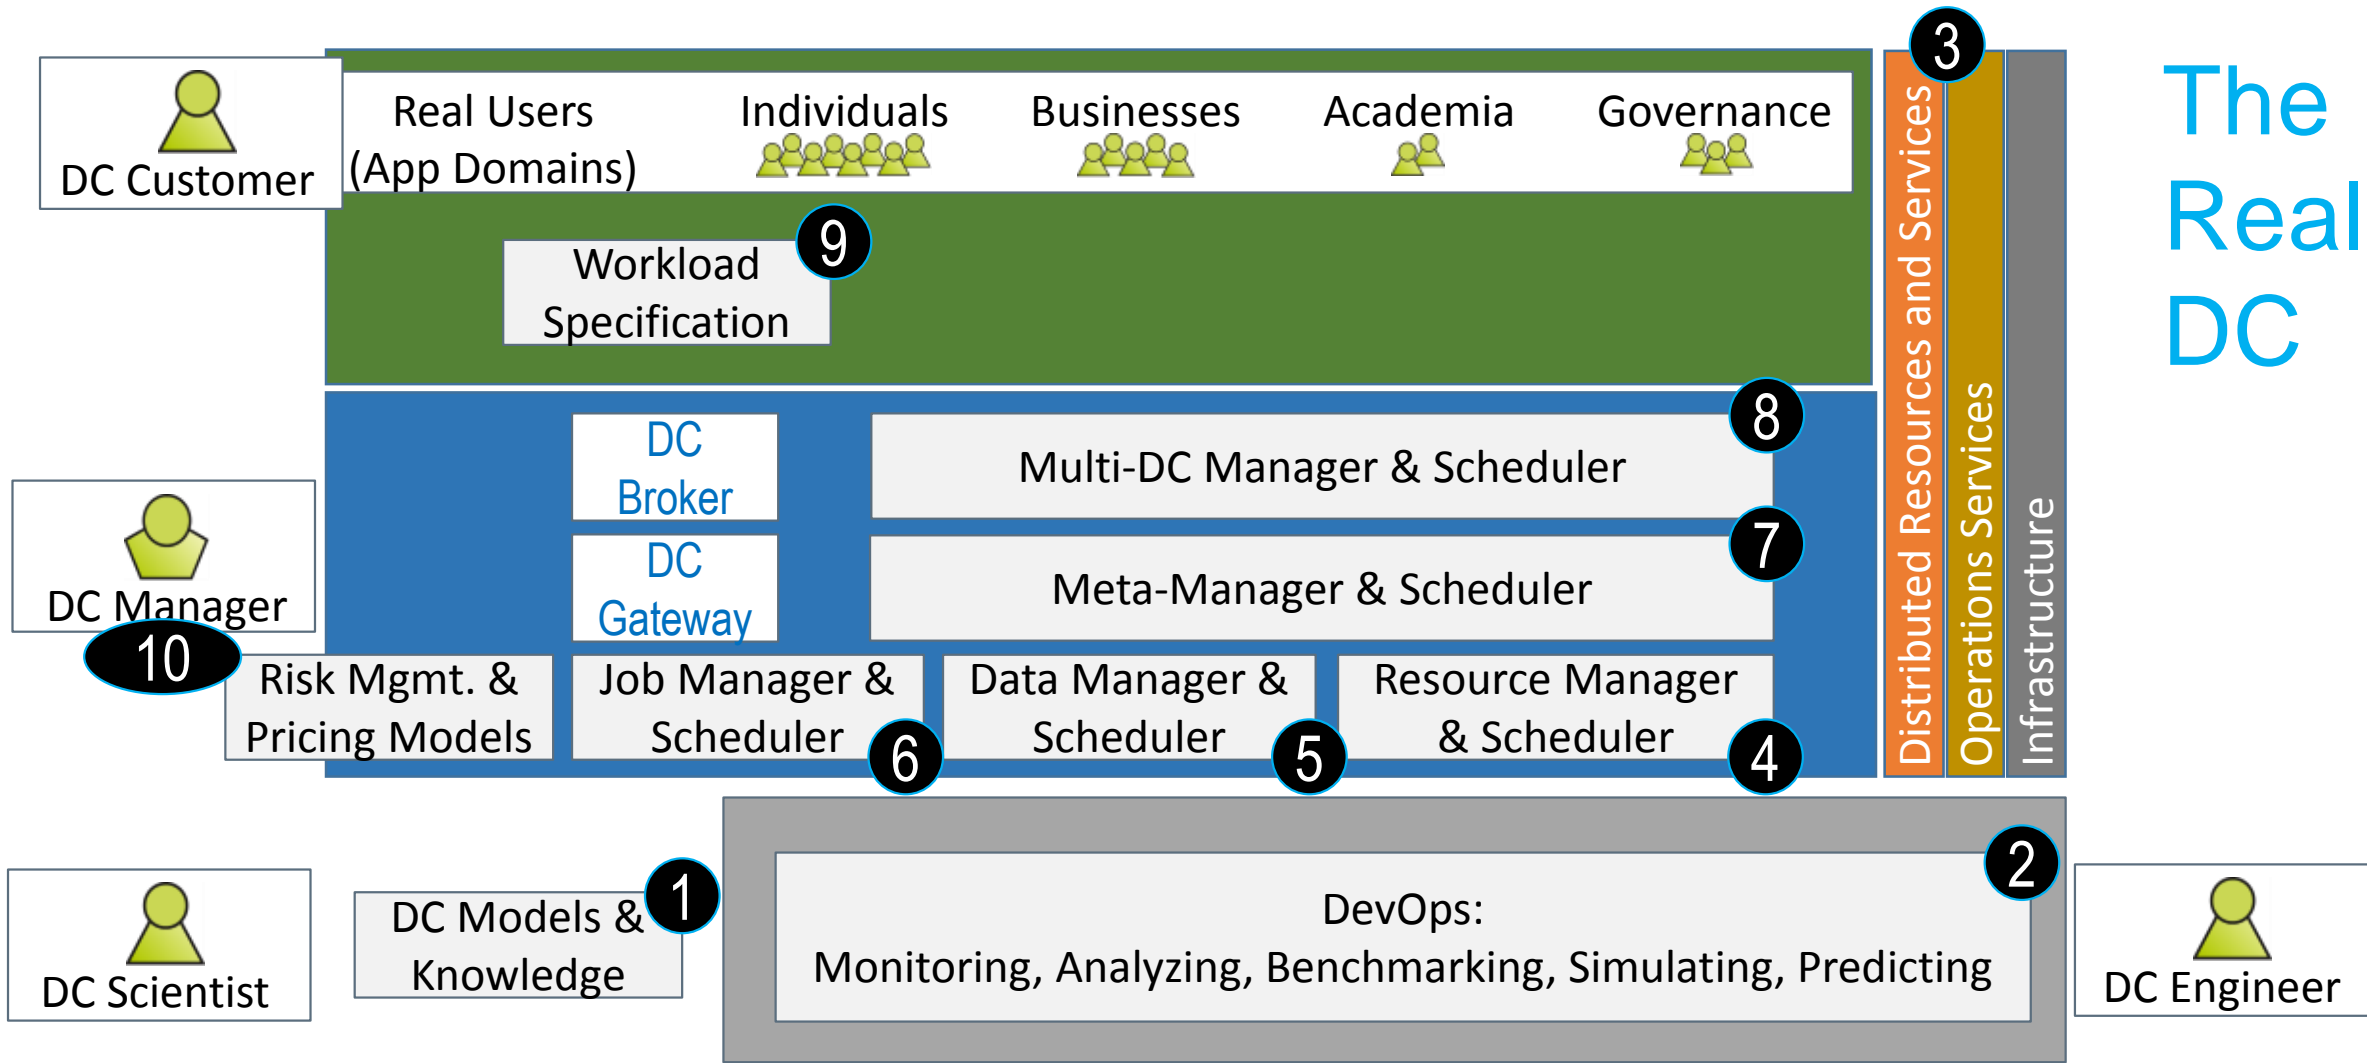 3
The
Real
DC
DC Customer
Real Users
(App Domains)
Individuals
Businesses
Academia
Governance
9
Workload
Specification
Distributed Resources and Services
Operations Services
Infrastructure
8
DC
Broker
Multi-DC Manager & Scheduler
7
DC
Gateway
Meta-Manager & Scheduler
DC Manager
10
Risk Mgmt. &
Pricing Models
Job Manager &
Scheduler
6
Data Manager &
Scheduler
5
Resource Manager
& Scheduler
4
DC Scientist
1
DC Models &
Knowledge
2
DevOps:
Monitoring, Analyzing, Benchmarking, Simulating, Predicting
DC Engineer